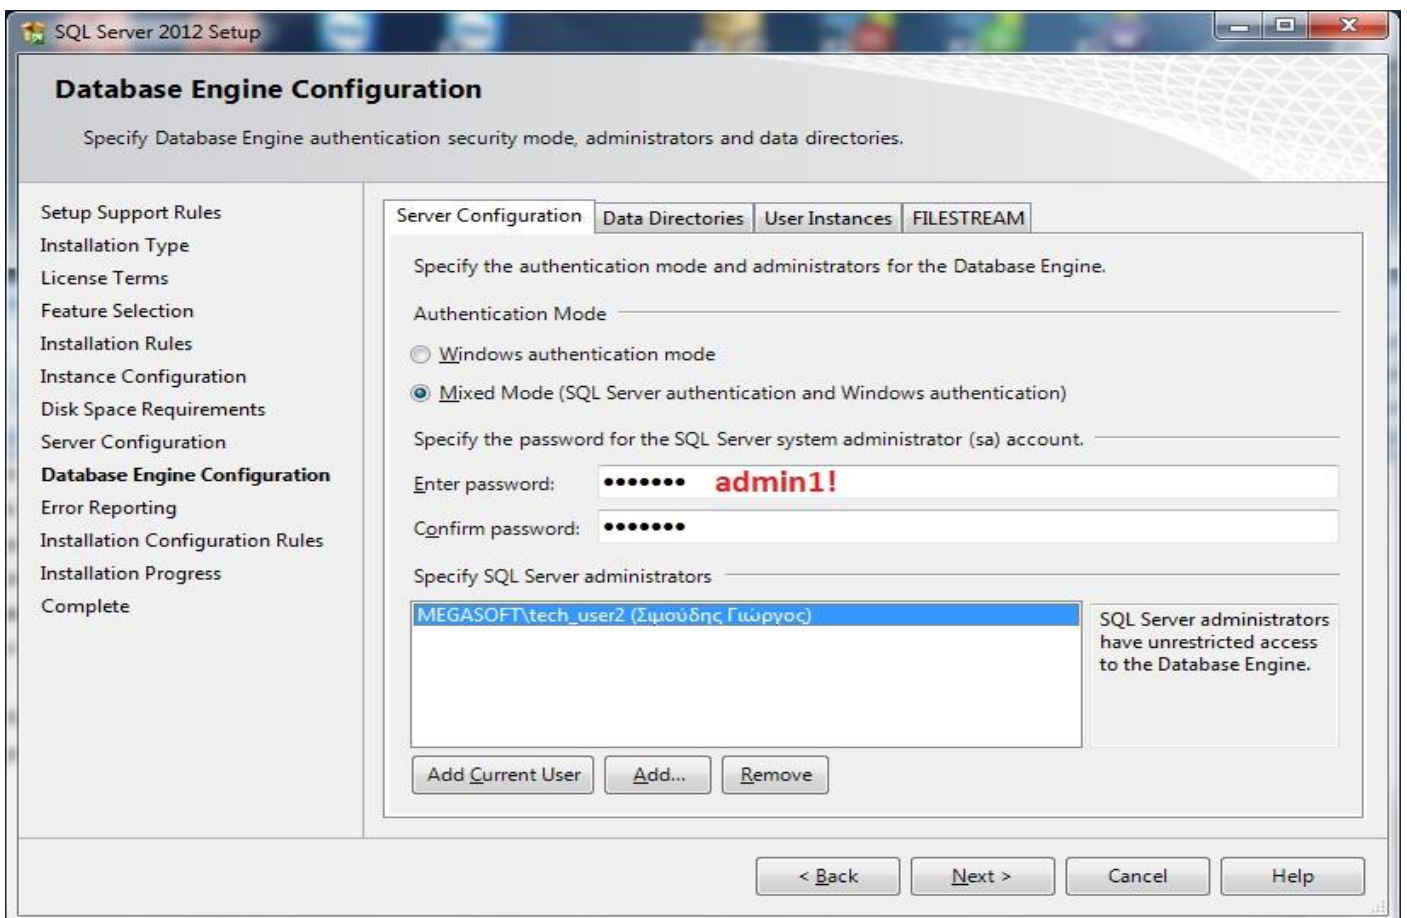 SQL Server 2012 Setup
Database Engine Configuration
Specify Database Engine authentication security mode, administrators and data directories.
Setup Support Rules
Installation Type
License Terms
Feature Selection
Installation Rules
Instance Configuration
Disk Space Requirements
Server Configuration
Database Engine Configuration
Error Reporting
Installation Configuration Rules
Installation Progress
Complete
Server Configuration
Data Directories
User Instances
FILESTREAM
Specify the authentication mode and administrators for the Database Engine.
Authentication Mode
Windows authentication mode
Mixed Mode (SQL Server authentication and Windows authentication)
Specify the password for the SQL Server system administrator (sa) account.
Enter password: ●●●●●●● admin1!
Confirm password: ●●●●●●●
Specify SQL Server administrators
MEGASOFT\tech_user2 (Σιμούδης Γιώργος)
SQL Server administrators
have unrestricted access
to the Database Engine.
Add Current User
Add...
Remove
< Back
Next >
Cancel
Help